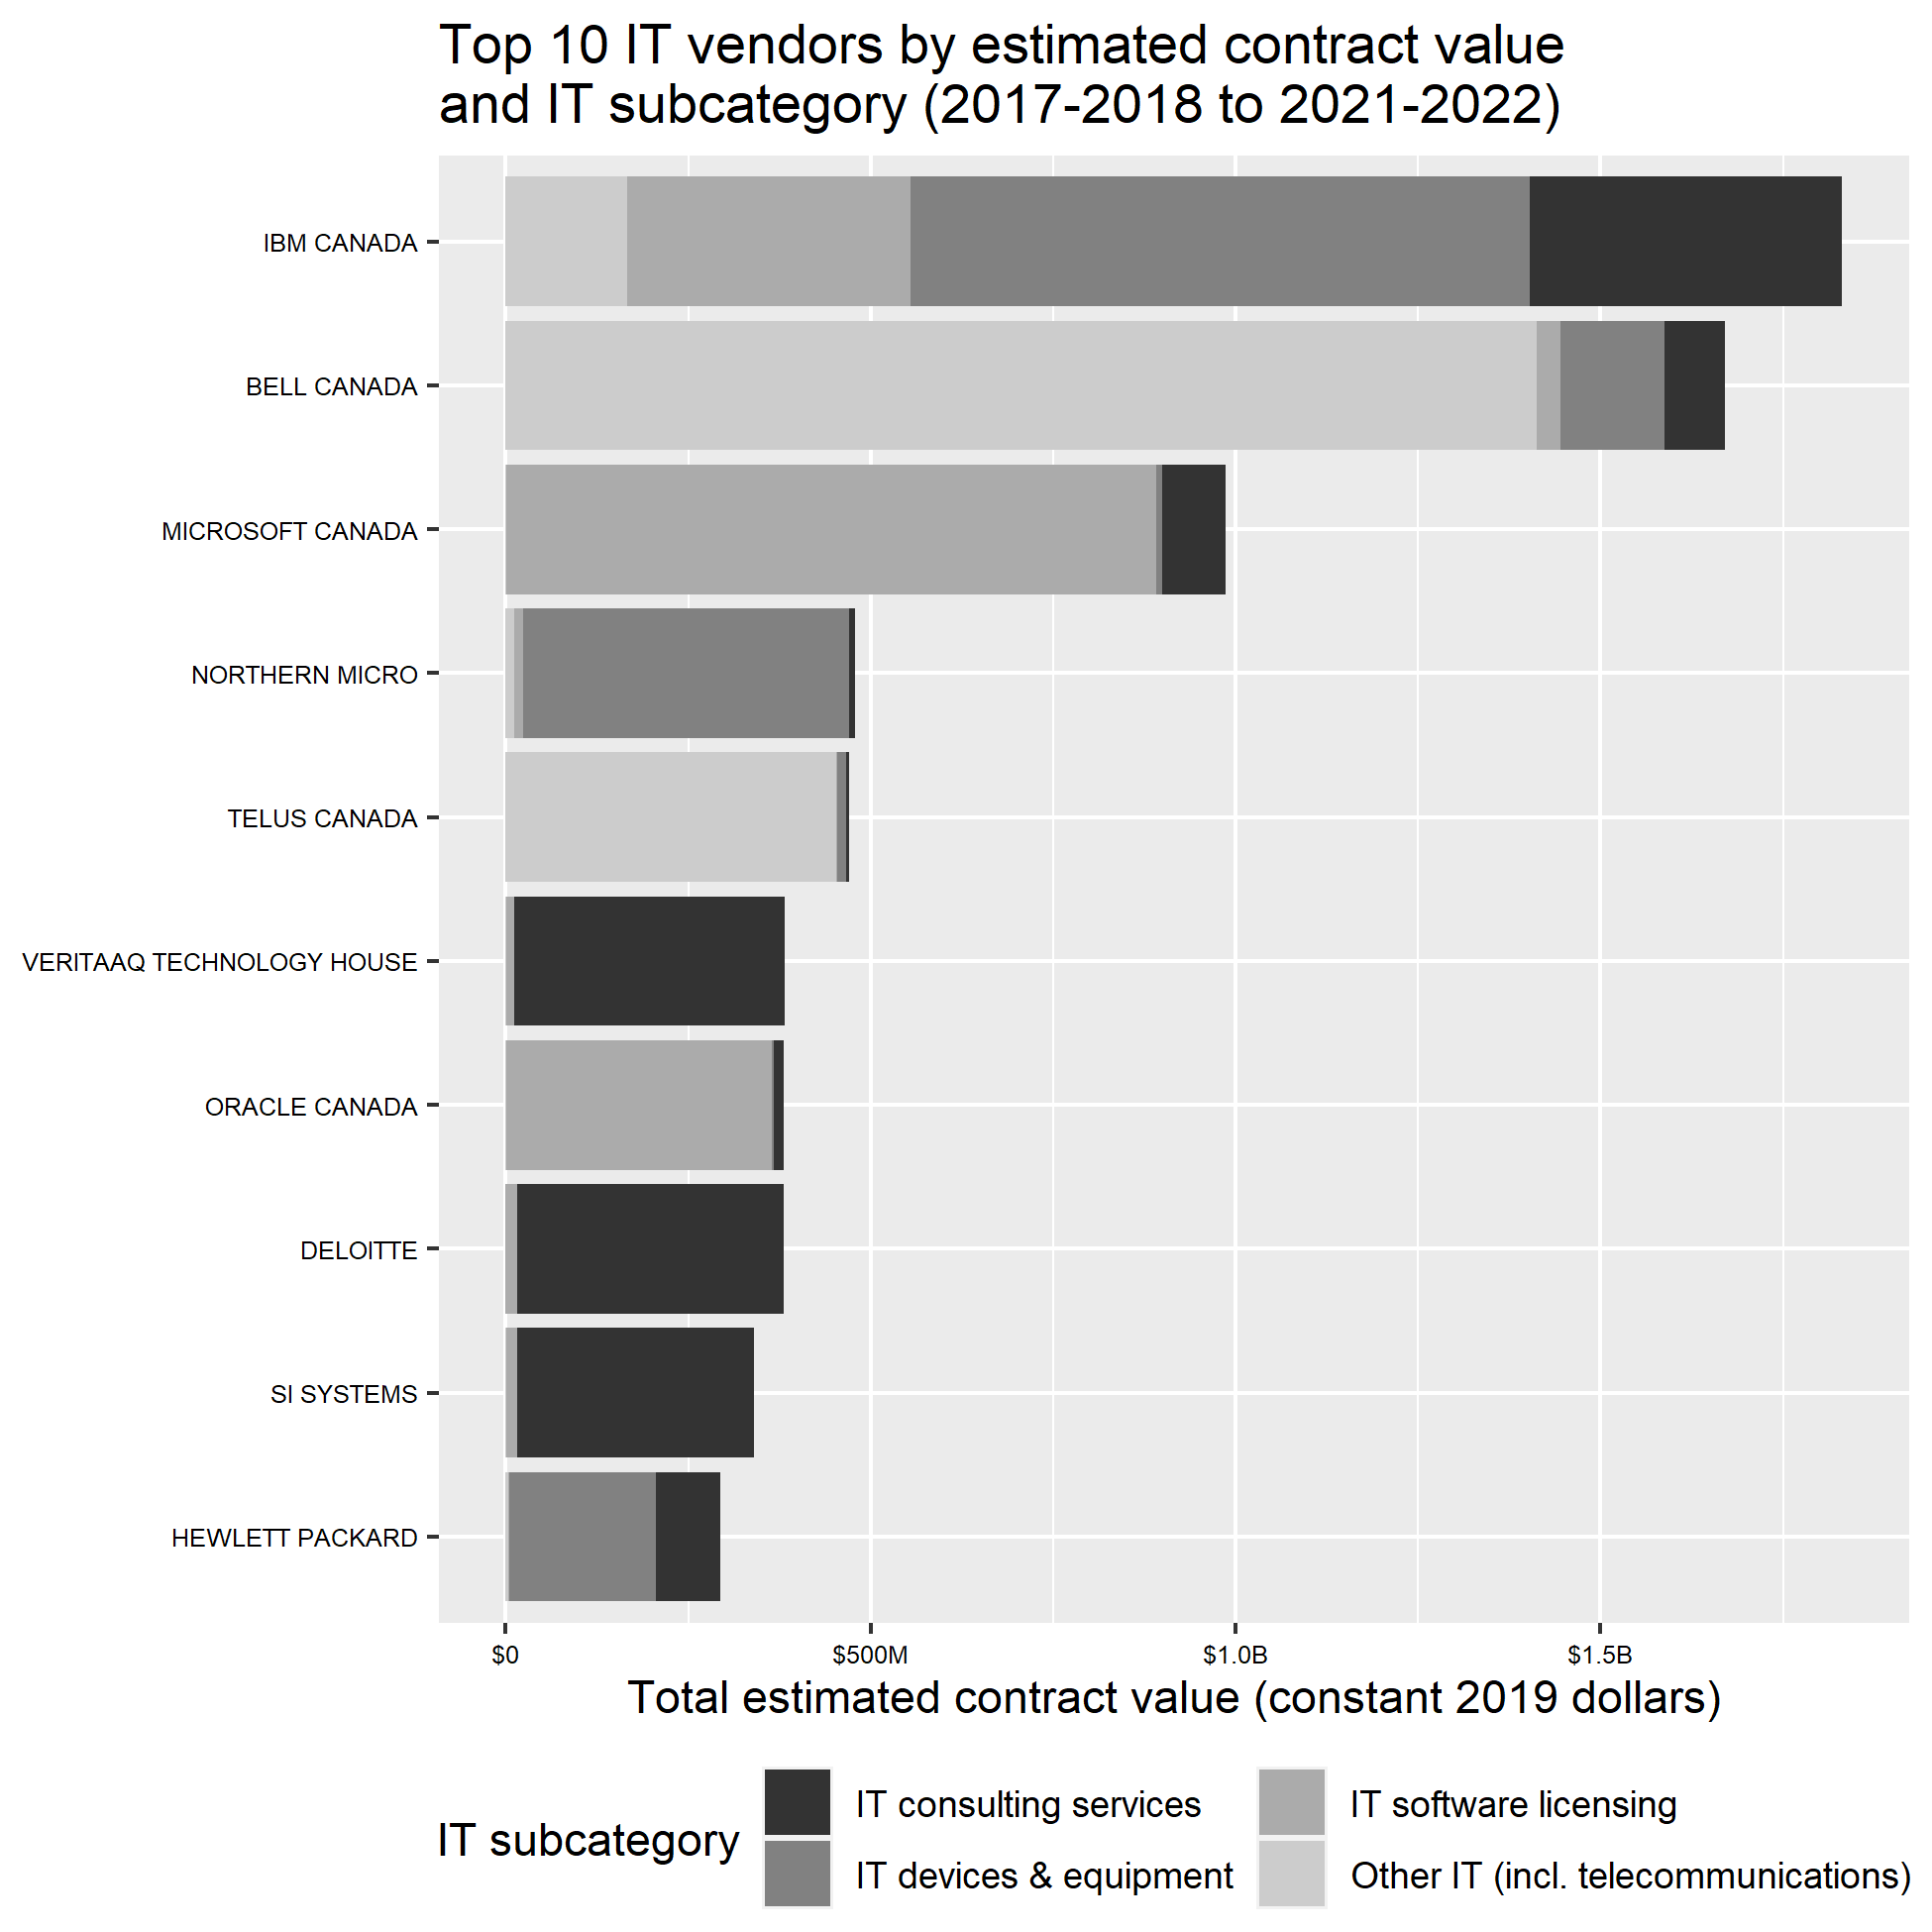 Top 10 IT vendors by estimated contract value
and IT subcategory (2017-2018 to 2021-2022)
IBM CANADA
BELL CANADA
MICROSOFT CANADA
NORTHERN MICRO
TELUS CANADA
VERITAAQ TECHNOLOGY HOUSE
ORACLE CANADA
DELOITTE
SI SYSTEMS
HEWLETT PACKARD
$0 $500M $1.0B $1.5B
Total estimated contract value (constant 2019 dollars)
IT subcategory
IT consulting services
IT devices & equipment
IT software licensing
Other IT (incl. telecommunications)